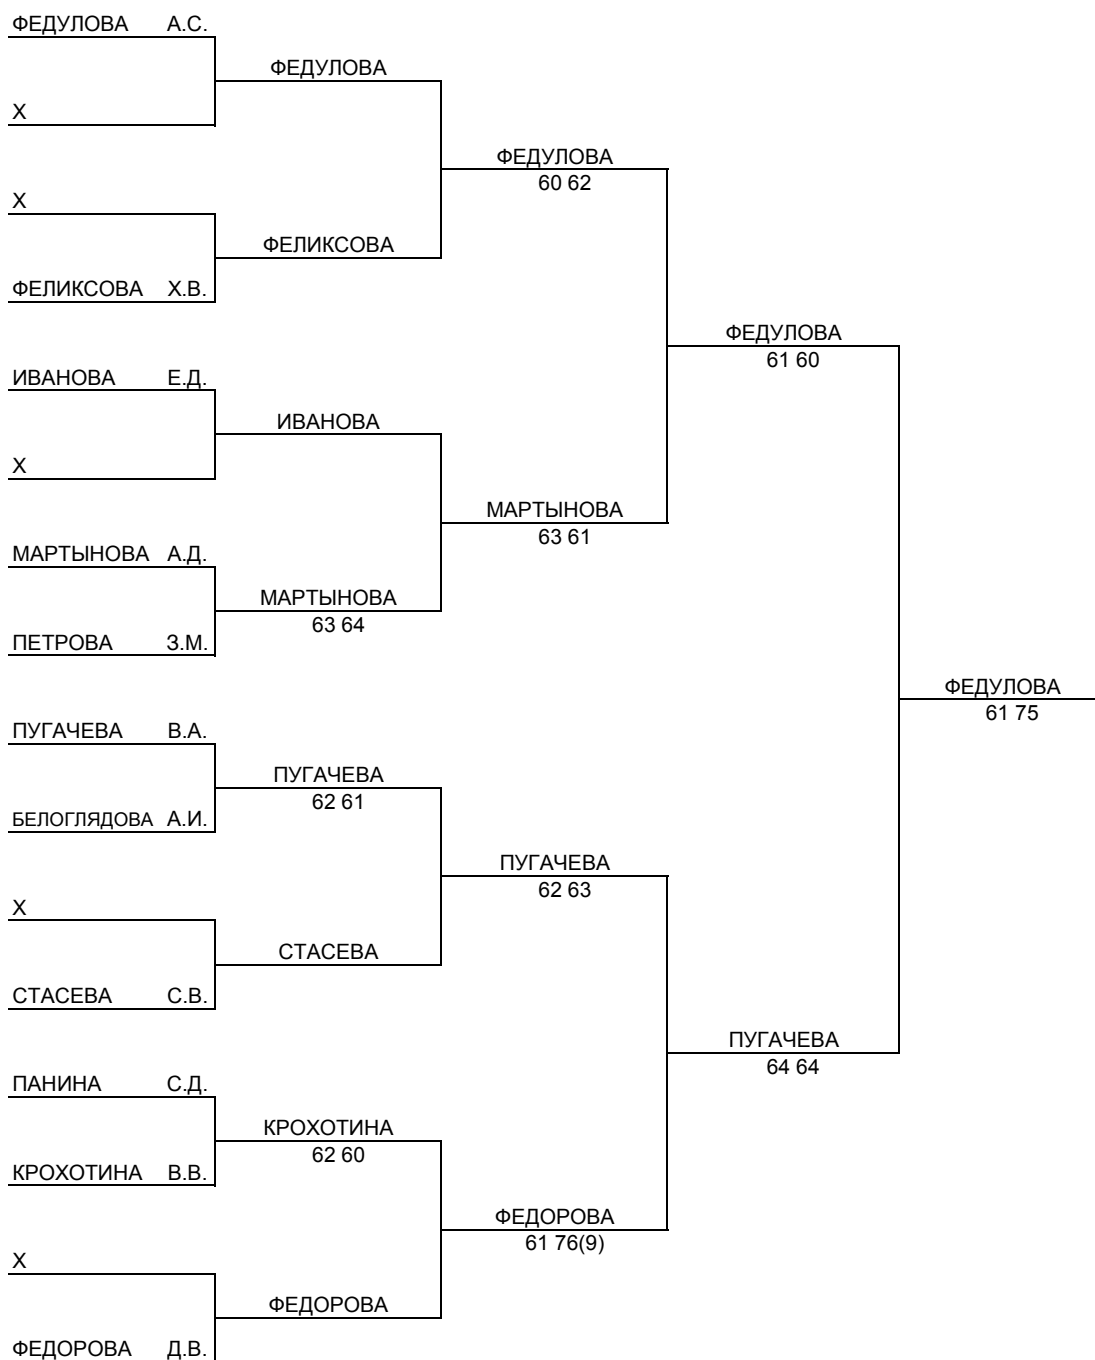 ФЕДУЛОВА А.С.
ФЕДУЛОВА
Х
ФЕДУЛОВА
60 62
Х
ФЕЛИКСОВА
ФЕЛИКСОВА Х.В.
ФЕДУЛОВА
61 60
ИВАНОВА Е.Д.
ИВАНОВА
Х
МАРТЫНОВА
63 61
МАРТЫНОВА А.Д.
МАРТЫНОВА
63 64
ПЕТРОВА З.М.
ФЕДУЛОВА
61 75
ПУГАЧЕВА В.А.
ПУГАЧЕВА
62 61
БЕЛОГЛЯДОВА А.И.
ПУГАЧЕВА
62 63
Х
СТАСЕВА
СТАСЕВА С.В.
ПУГАЧЕВА
64 64
ПАНИНА С.Д.
КРОХОТИНА
62 60
КРОХОТИНА В.В.
ФЕДОРОВА
61 76(9)
Х
ФЕДОРОВА
ФЕДОРОВА Д.В.